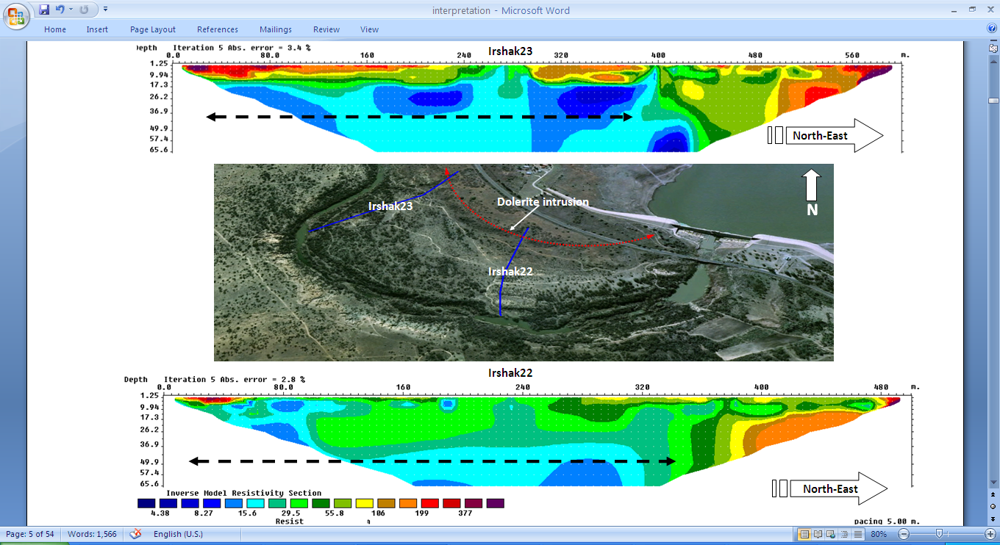 interpretation - Microsoft Word
Home Insert Page Layout References Mailings Review View
Depth Iteration 5 Abs. error = 3.4 %
Irshak23
0.0 80.0 160 240 320 400 480 560 m.
1.25
9.94
17.3
26.2
36.9
49.9
57.4
65.6
North-East
Irshak23
Dolerite intrusion
N
Irshak22
Irshak22
Depth Iteration 5 Abs. error = 2.8 %
0.0 80.0 160 240 320 400 480 m.
1.25
9.94
17.3
26.2
36.9
49.9
57.4
65.6
North-East
Inverse Model Resistivity Section
4.38 8.27 15.6 29.5 55.8 106 199 377
Resist
pacing 5.00 m.
Page: 5 of 54 Words: 1,566 English (U.S.) 80%